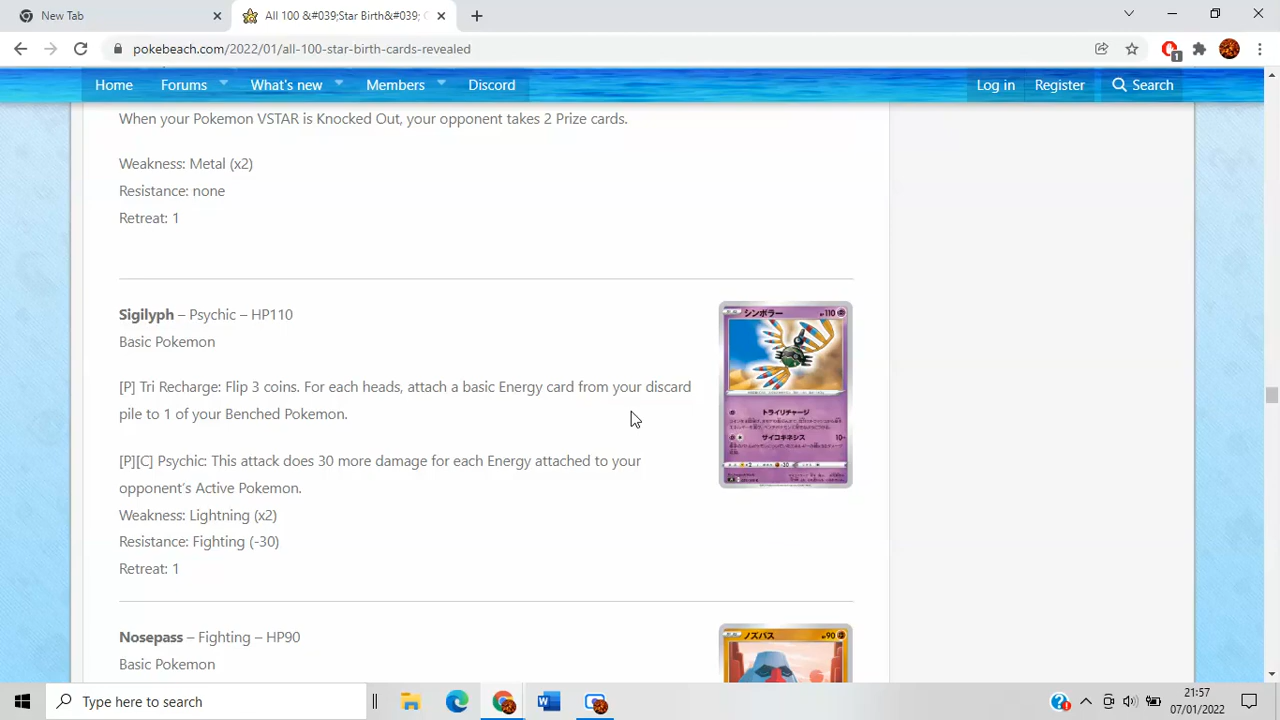 New Tab
All 100 &#039;Star Birth&#039;
pokebeach.com/2022/01/all-100-star-birth-cards-revealed
1
Home Forums What's new Members Discord Log in Register Search
When your Pokemon VSTAR is Knocked Out, your opponent takes 2 Prize cards.
Weakness: Metal (x2)
Resistance: none
Retreat: 1
Sigilyph – Psychic – HP110
Basic Pokemon
[P] Tri Recharge: Flip 3 coins. For each heads, attach a basic Energy card from your discard
pile to 1 of your Benched Pokemon.
[P][C] Psychic: This attack does 30 more damage for each Energy attached to your
opponent's Active Pokemon.
Weakness: Lightning (x2)
Resistance: Fighting (-30)
Retreat: 1
シンボラー 110
トライリチャージ
サイコキネシス 10+
Nosepass – Fighting – HP90
Basic Pokemon
ノズパス 90
Type here to search
W
21:57
07/01/2022